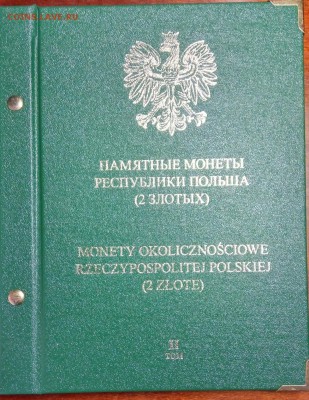 ПАМЯТНЫЕ МОНЕТЫ
РЕСПУБЛИКИ ПОЛЬША
(2 ЗЛОТЫХ)
MONETY OKOLICZNOŚCIOWE
RZECZYPOSPOLITEJ POLSKIEJ
(2 ZŁOTE)
II
ТОМ